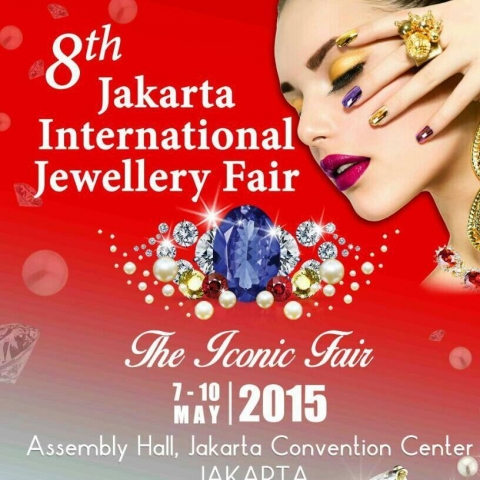 8th
Jakarta
International
Jewellery Fair
The Iconic Fair
7 - 10
MAY | 2015
Assembly Hall, Jakarta Convention Center
JAKARTA